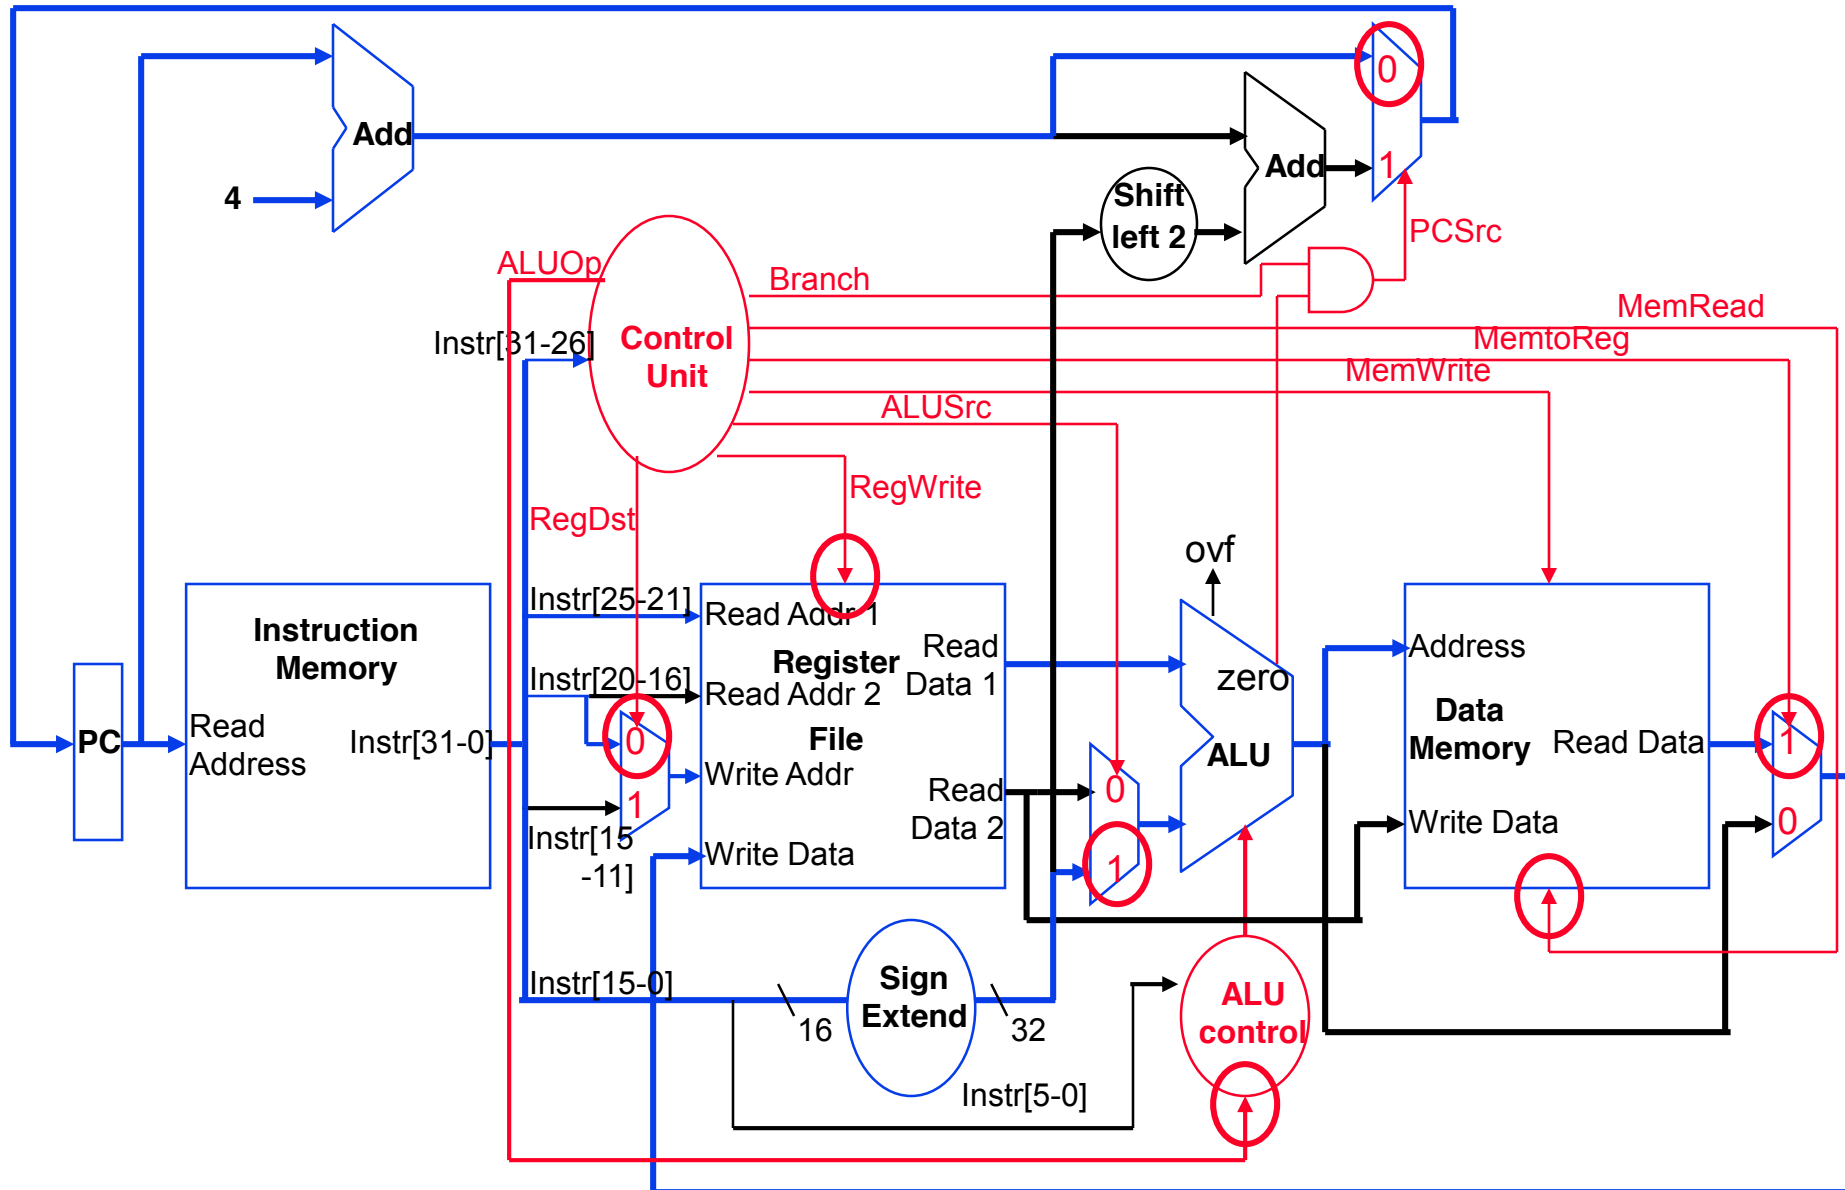 0
Add
Add
1
4
Shift
left 2
PCSrc
ALUOp
Branch
MemRead
Instr[31-26]
Control
Unit
MemtoReg
MemWrite
ALUSrc
RegWrite
RegDst
ovf
Instr[25-21]
Read Addr 1
Instruction
Memory
Register
Read
Data 1
Address
zero
Instr[20-16]
Read Addr 2
Data
Memory
PC
Read
Address
Instr[31-0]
0
File
ALU
Read Data
1
Write Addr
Read
Data 2
0
1
Instr[15
-11]
Write Data
1
Write Data
0
Instr[15-0]
Sign
Extend
16
32
ALU
control
Instr[5-0]